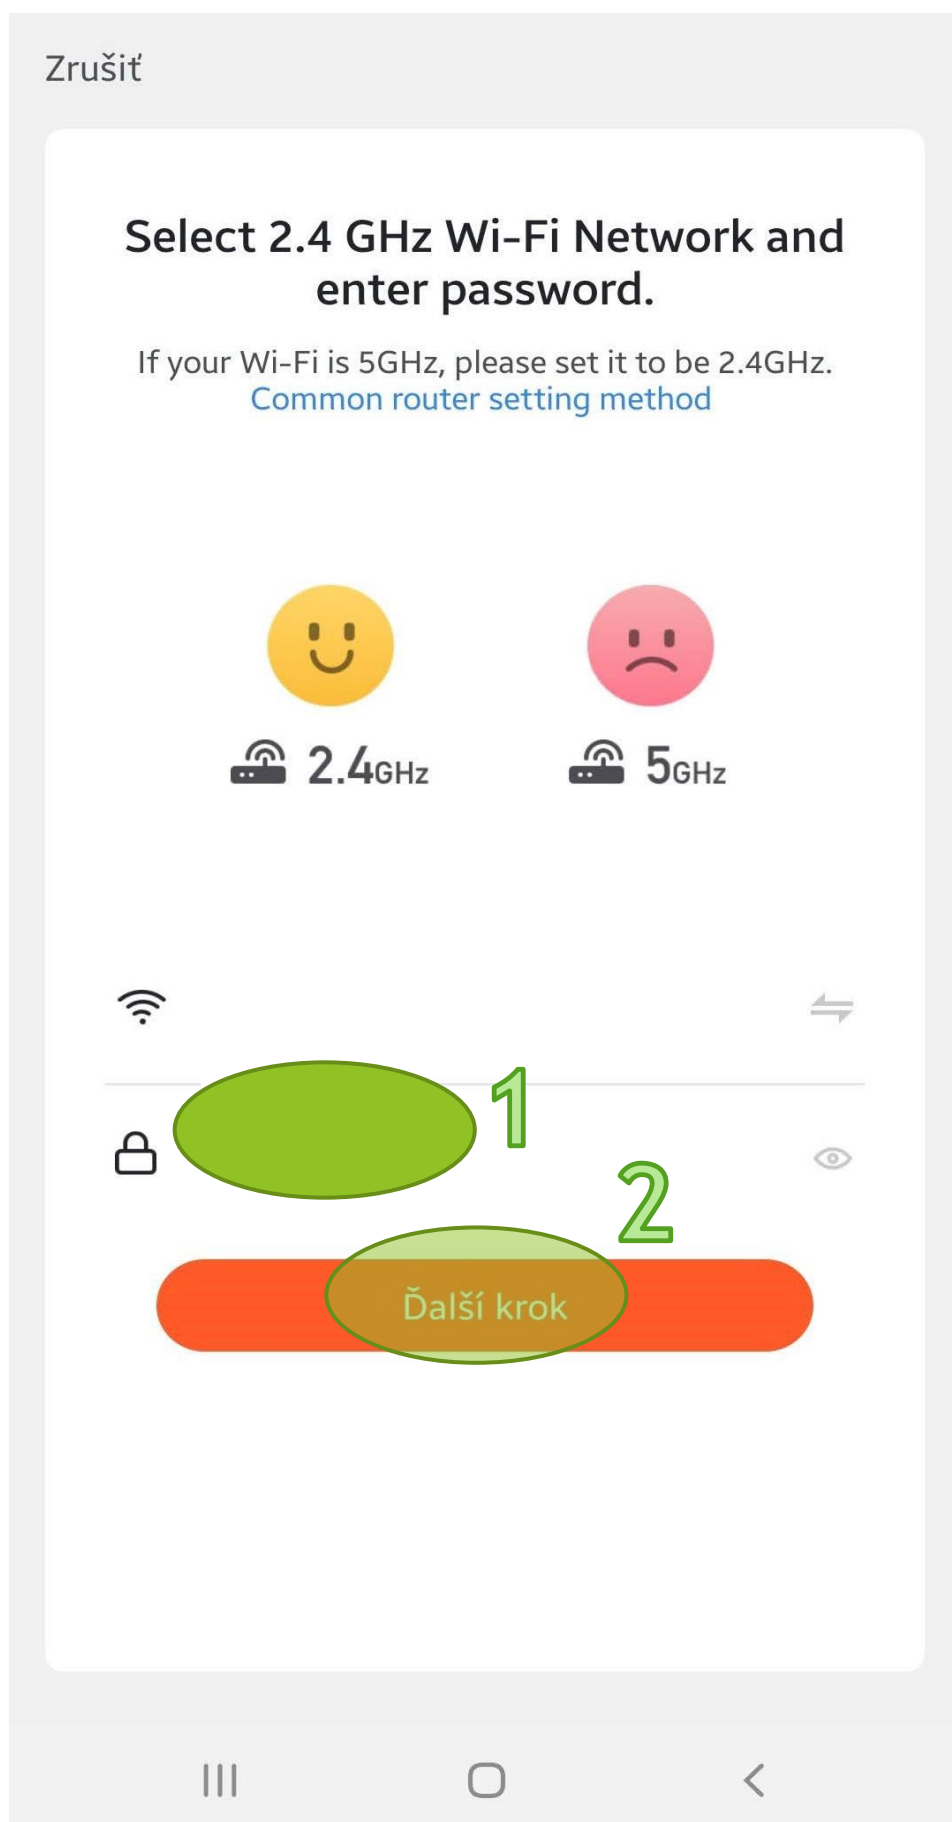 Zrušiť
Select 2.4 GHz Wi-Fi Network and
enter password.
If your Wi-Fi is 5GHz, please set it to be 2.4GHz.
Common router setting method
2.4GHz
5GHz
1
2
Ďalší krok